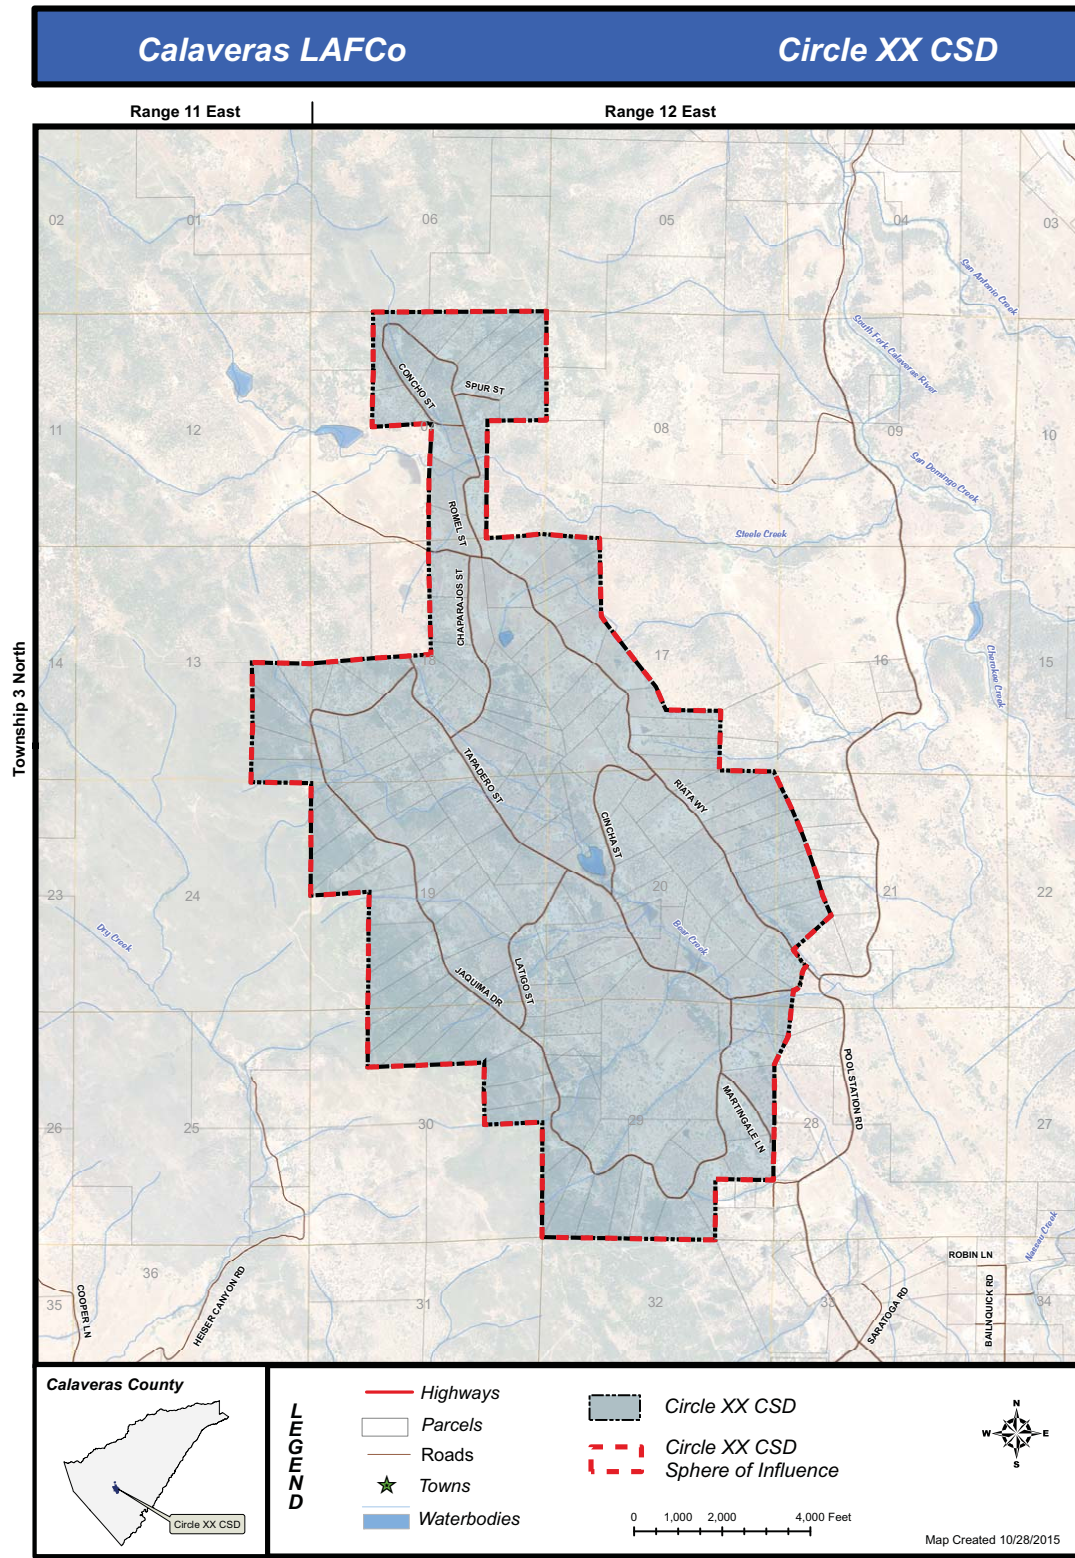 Calaveras LAFCo
Circle XX CSD
Range 11 East
Range 12 East
Township 3 North
02
01
06
05
04
03
San Antonio Creek
South Fork Calaveras River
CONCHO ST
SPUR ST
11
12
08
09
10
San Domingo Creek
ROMEL ST
Steele Creek
CHAPARAJOS ST
14
13
17
16
15
Cherokee Creek
TAPADERO ST
RIATA WY
CINCHA ST
23
24
19
20
21
22
Dry Creek
Bear Creek
LATIGO ST
JAQUIMA DR
POOL STATION RD
MARTINGALE LN
26
25
30
29
28
27
Nassau Creek
ROBIN LN
36
HEISER CANYON RD
COOPER LN
35
31
32
33
34
SARATOGA RD
BAILNQUICK RD
Calaveras County
Circle XX CSD
LEGEND
Highways
Parcels
Roads
Towns
Waterbodies
Circle XX CSD
Circle XX CSD
Sphere of Influence
0 1,000 2,000 4,000 Feet
N
W E
S
Map Created 10/28/2015